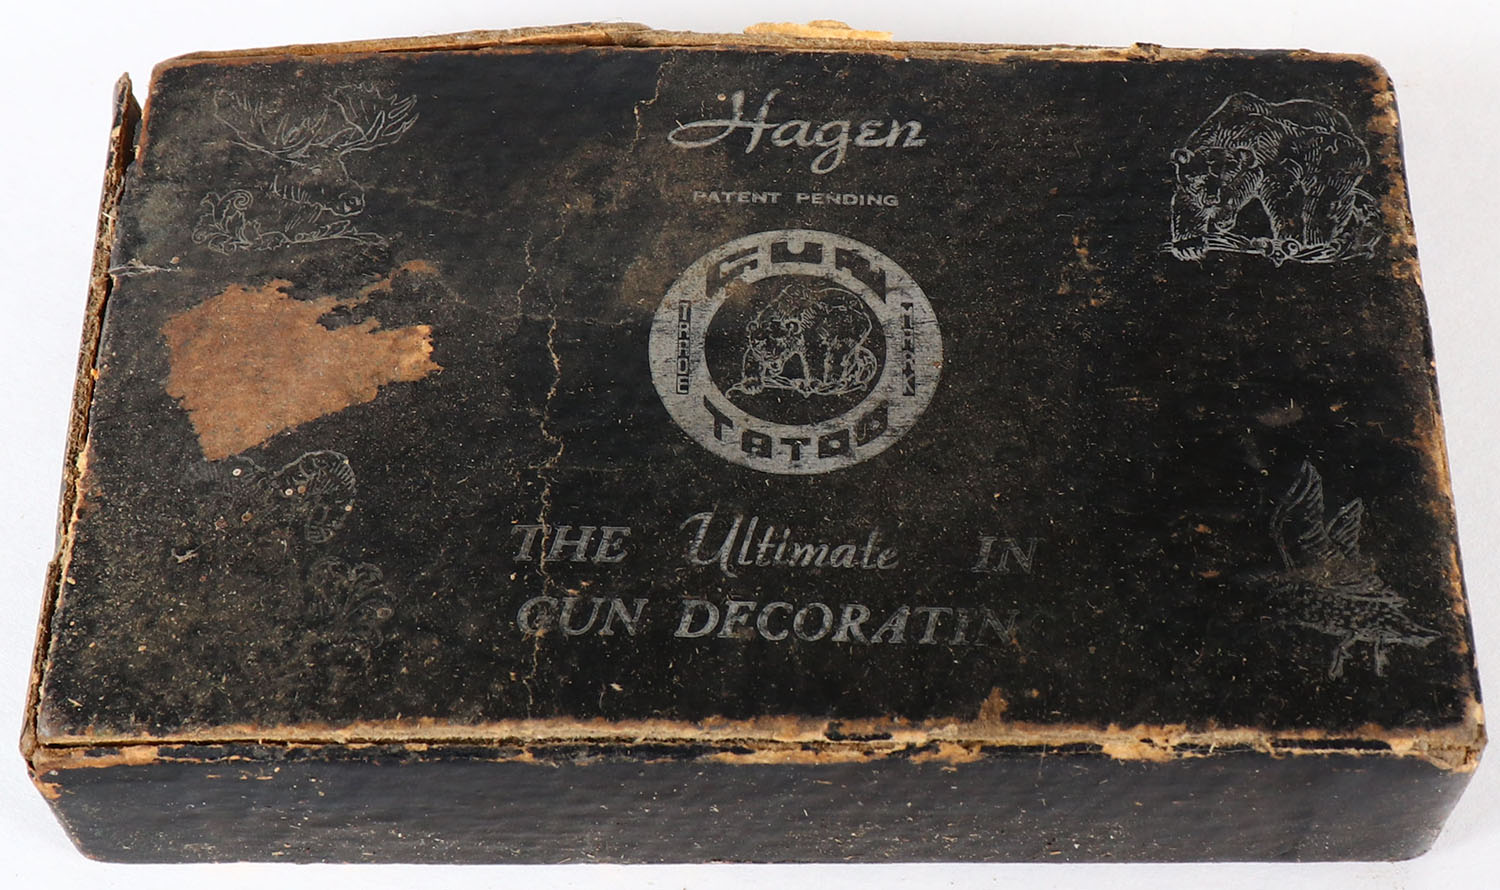 Hagen
PATENT PENDING
GUN
TRADE MARK
TATOO
THE Ultimate IN
GUN DECORATIN